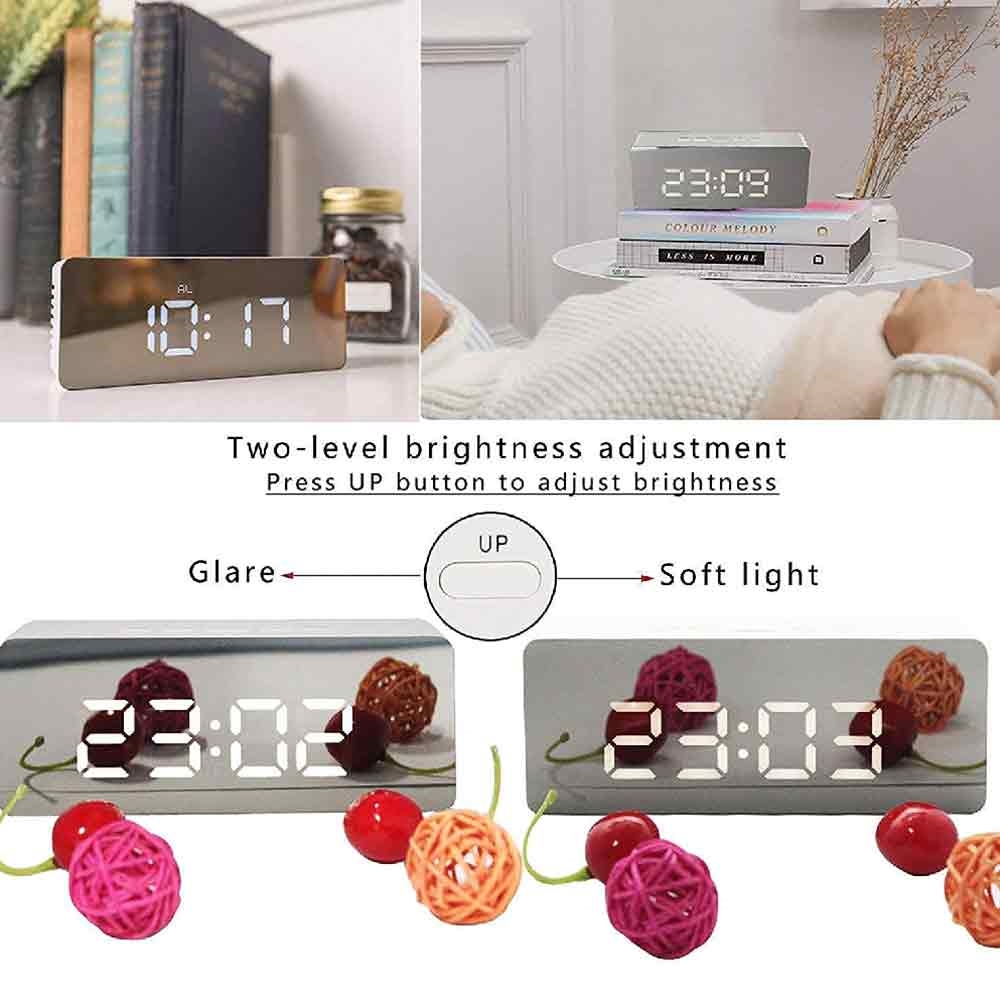 AL
10:17
23:09
COLOUR MELODY
LESS IS MORE
Two-level brightness adjustment
Press UP button to adjust brightness
UP
Glare
Soft light
23:02
23:03